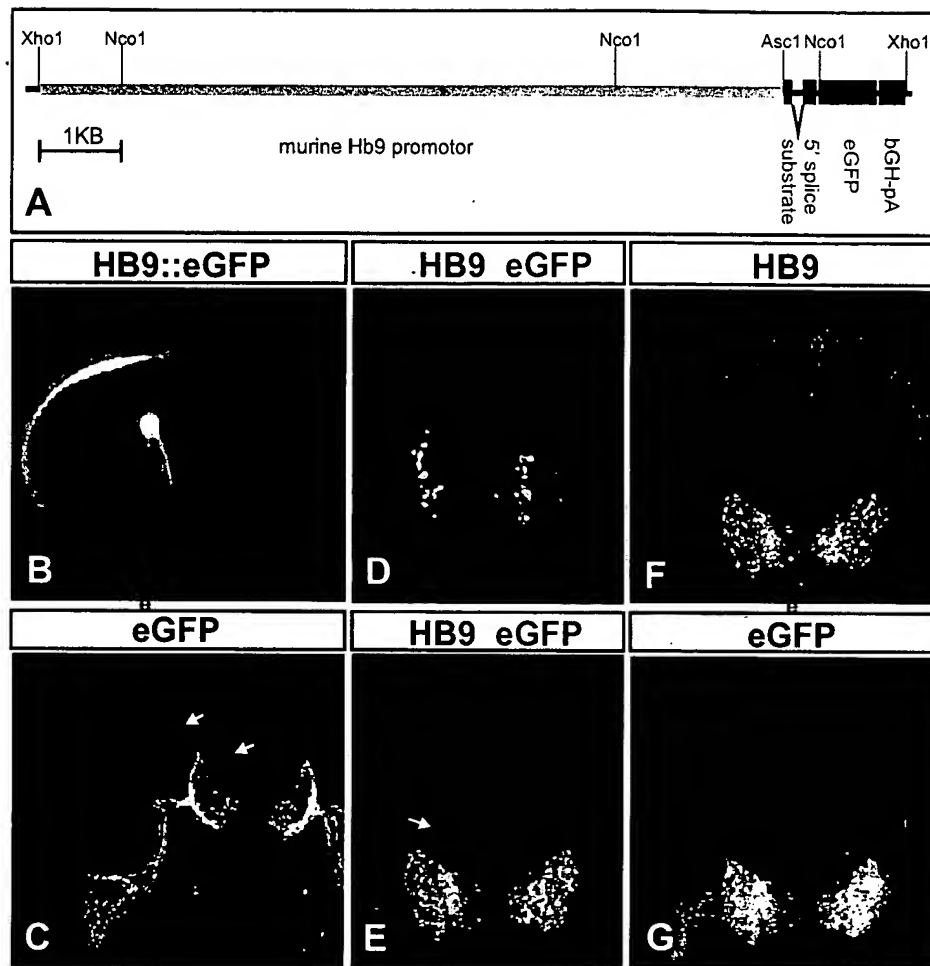 Xho1 Nco1 Nco1 Asc1 Nco1 Xho1
1KB
murine Hb9 promotor
5' splice
substrate
eGFP
bGH-pA
A
HB9::eGFP
HB9 eGFP
HB9
B
D
F
eGFP
HB9 eGFP
eGFP
C
E
G